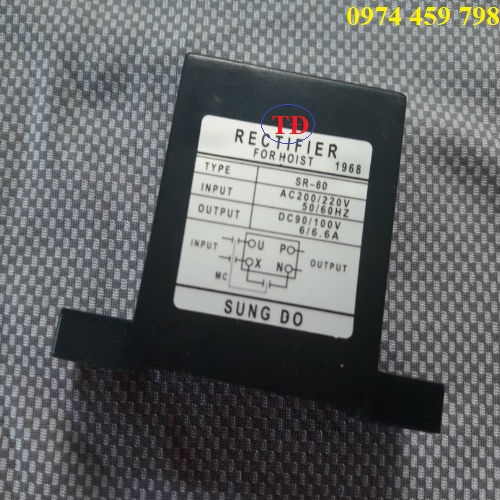 0974 459 798
TD
RECTIFIER
FOR HOIST 1968
TYPE SR-60
INPUT AC200/220V
50/60HZ
OUTPUT DC90/100V
6/6.6A
INPUT U P OUTPUT
X N
MC
SUNG DO